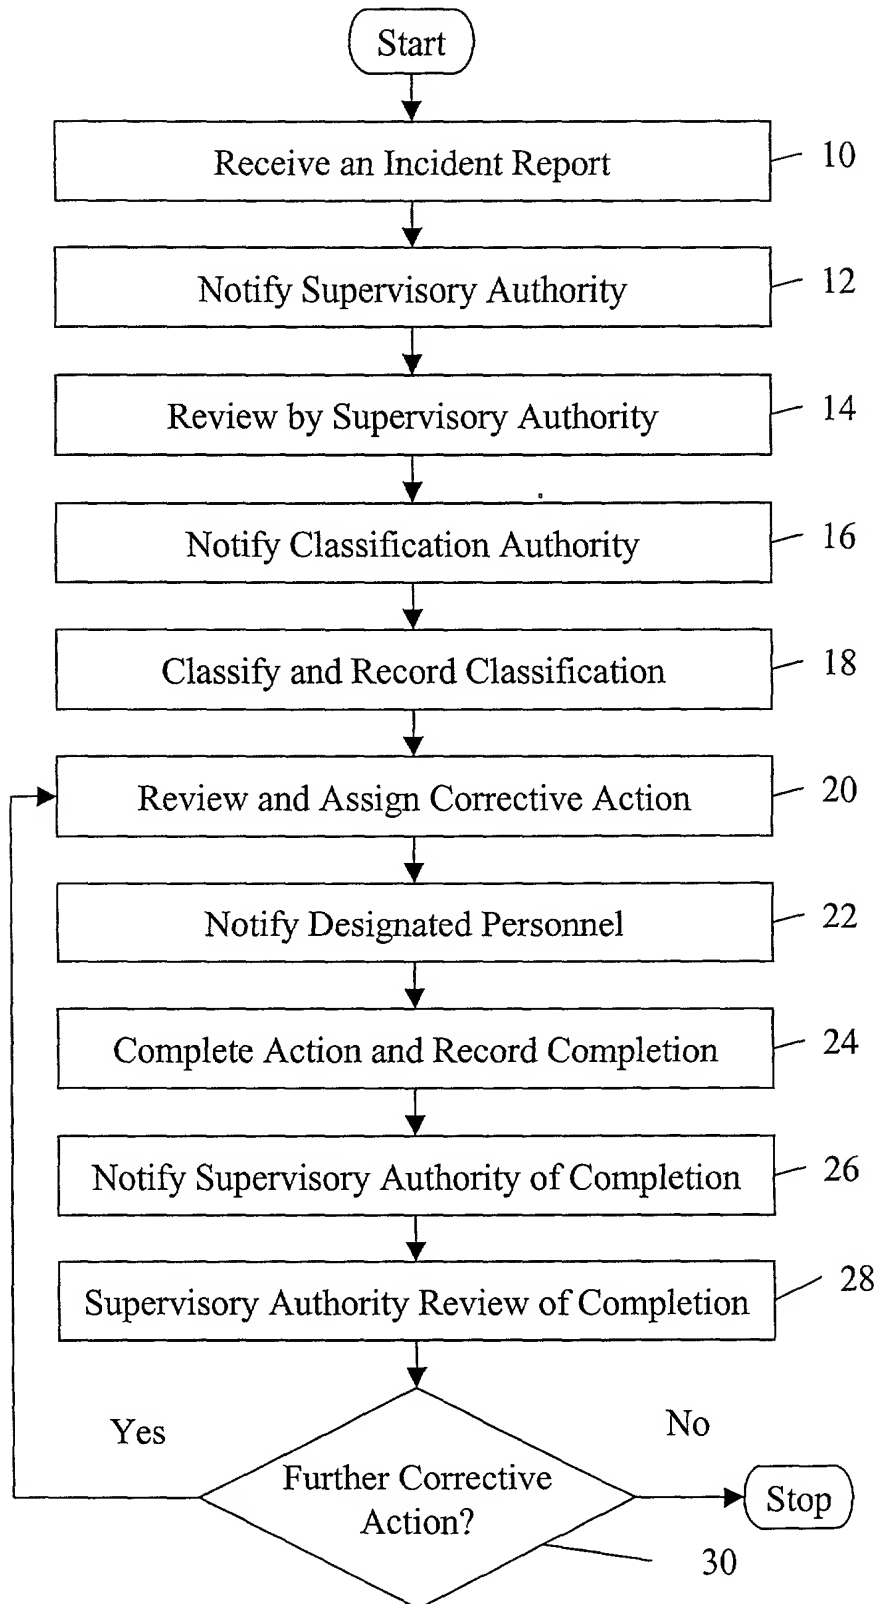 Start
Receive an Incident Report
10
Notify Supervisory Authority
12
Review by Supervisory Authority
14
Notify Classification Authority
16
Classify and Record Classification
18
Review and Assign Corrective Action
20
Notify Designated Personnel
22
Complete Action and Record Completion
24
Notify Supervisory Authority of Completion
26
Supervisory Authority Review of Completion
28
Yes
No
Further Corrective
Action?
Stop
30